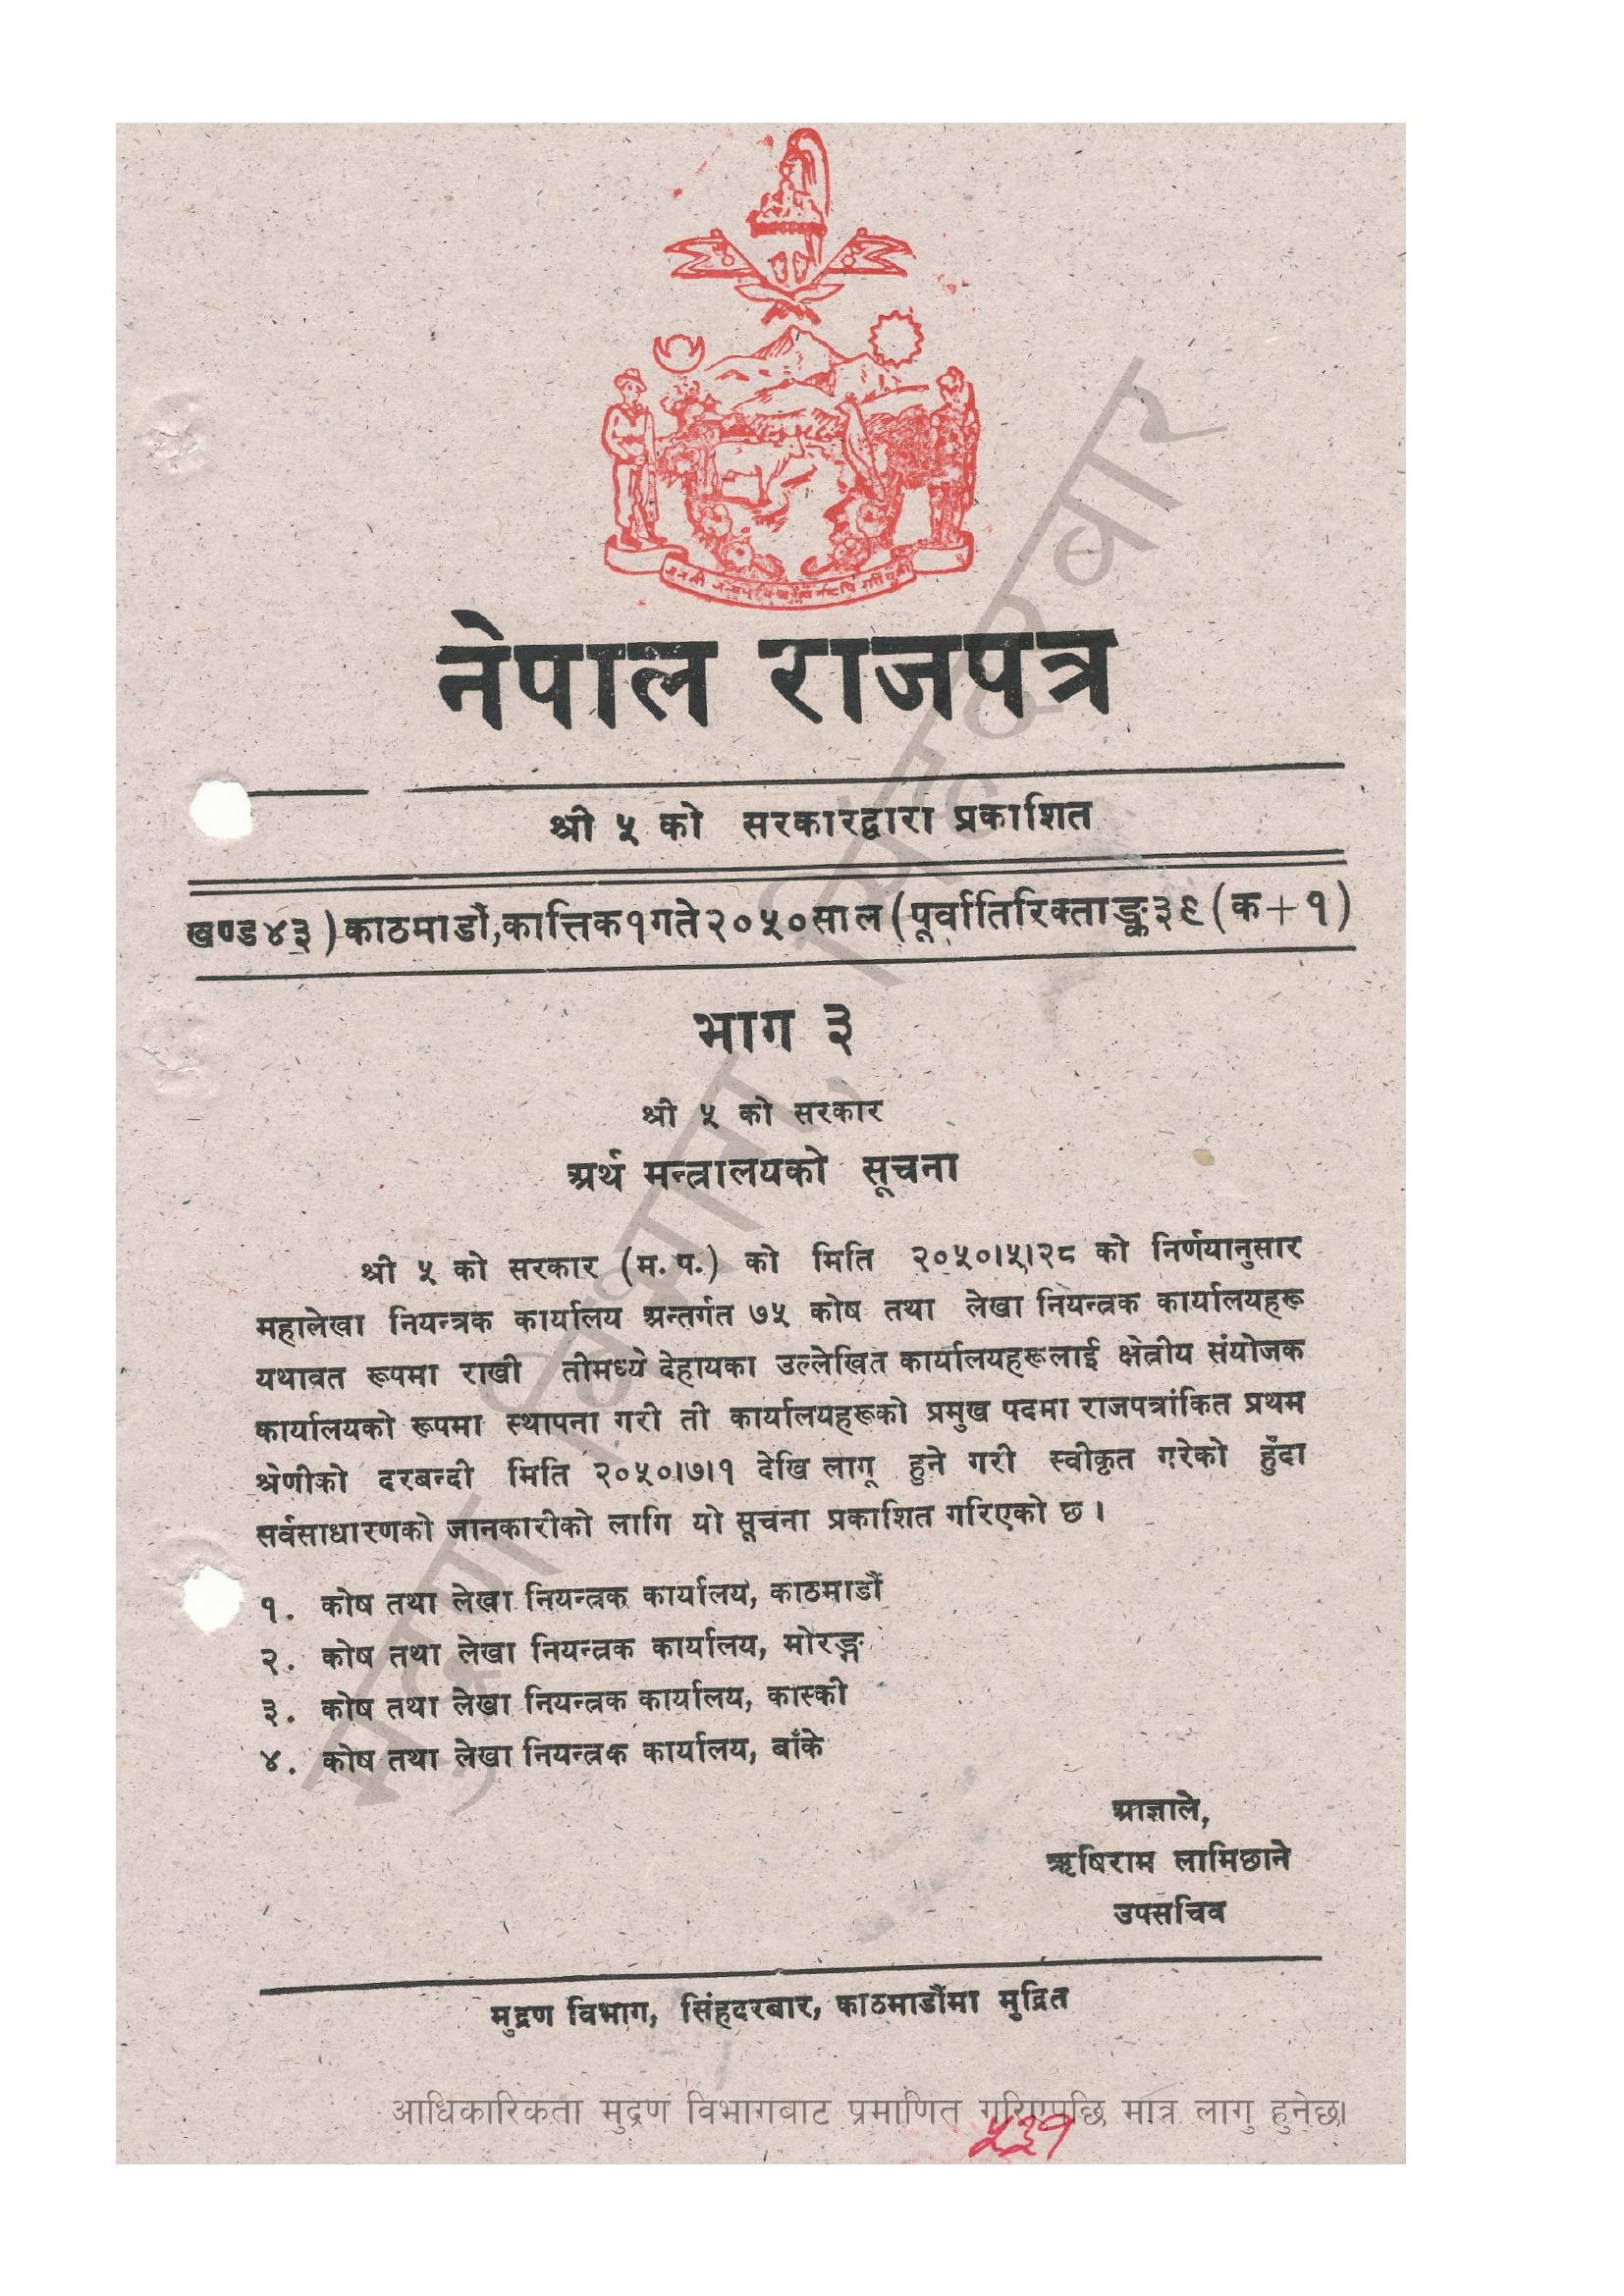 नेपाल राजपत्र
श्री ५ को सरकारद्वारा प्रकाशित
खण्ड ४३) काठमाडौं, कात्तिक १ गते २०५० साल (पूर्वातिरिक्ताङ्क ३९ (क + १)
भाग ३
श्री ५ को सरकार
अर्थ मन्त्रालयको सूचना
श्री ५ को सरकार (म. प.) को मिति २०५०।५।२८ को निर्णयानुसार
महालेखा नियन्त्रक कार्यालय अन्तर्गत ७५ कोष तथा लेखा नियन्त्रक कार्यालयहरू
यथावत रूपमा राखी तीमध्ये देहायका उल्लेखित कार्यालयहरूलाई क्षेत्रीय संयोजक
कार्यालयको रूपमा स्थापना गरी ती कार्यालयहरूको प्रमुख पदमा राजपत्रांकित प्रथम
श्रेणीको दरबन्दी मिति २०५०।७।१ देखि लागू हुने गरी स्वीकृत गरेको हुँदा
सर्वसाधारणको जानकारीको लागि यो सूचना प्रकाशित गरिएको छ ।
१. कोष तथा लेखा नियन्त्रक कार्यालय, काठमाडौं
२. कोष तथा लेखा नियन्त्रक कार्यालय, मोरङ्ग
३. कोष तथा लेखा नियन्त्रक कार्यालय, कास्की
४. कोष तथा लेखा नियन्त्रक कार्यालय, बाँके
आज्ञाले,
ऋषिराम लामिछाने
उपसचिव
मुद्रण विभाग, सिंहदरबार, काठमाडौंमा मुद्रित
आधिकारिकता मुद्रण विभागबाट प्रमाणित गरिएपछि मात्र लागु हुनेछ।
५३१
मुद्रण विभाग, सिंहदरबार